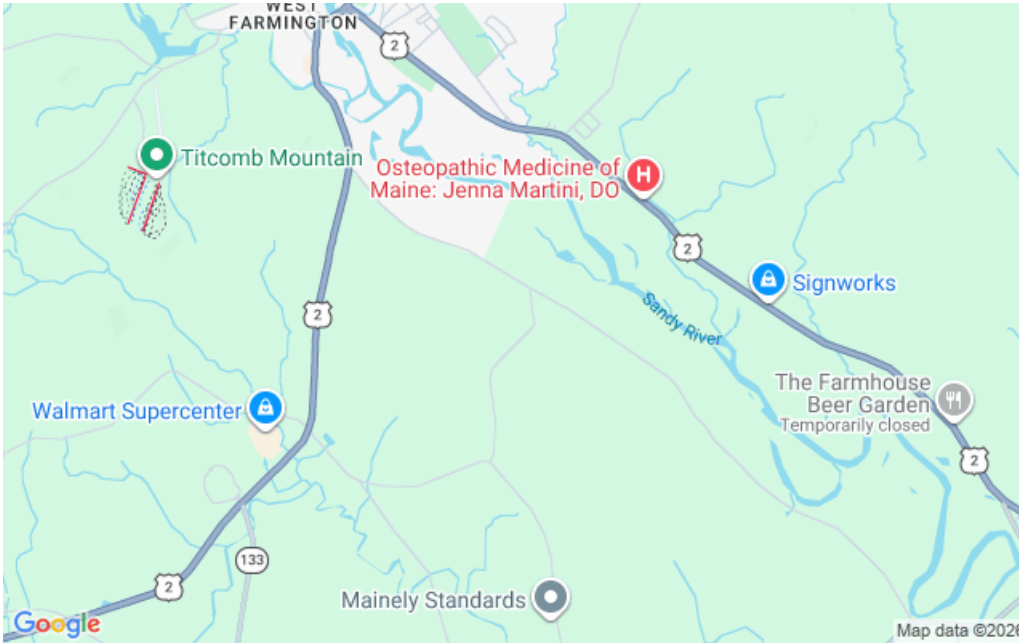 WEST
FARMINGTON
2
Titcomb Mountain
Osteopathic Medicine of
Maine: Jenna Martini, DO
H
2
Signworks
2
Sandy River
Walmart Supercenter
The Farmhouse
Beer Garden
Temporarily closed
2
133
2
Mainely Standards
Google
Map data ©2026